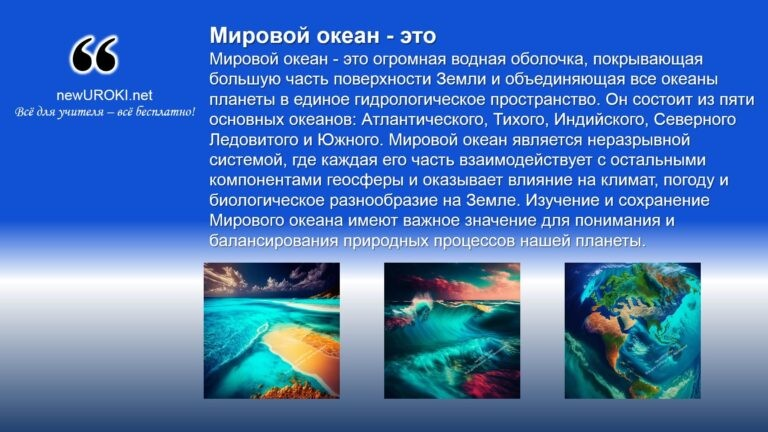 Мировой океан - это
Мировой океан - это огромная водная оболочка, покрывающая
большую часть поверхности Земли и объединяющая все океаны
планеты в единое гидрологическое пространство. Он состоит из пяти
основных океанов: Атлантического, Тихого, Индийского, Северного
Ледовитого и Южного. Мировой океан является неразрывной
системой, где каждая его часть взаимодействует с остальными
компонентами геосферы и оказывает влияние на климат, погоду и
биологическое разнообразие на Земле. Изучение и сохранение
Мирового океана имеют важное значение для понимания и
балансирования природных процессов нашей планеты.
newUROKI.net
Всё для учителя – всё бесплатно!